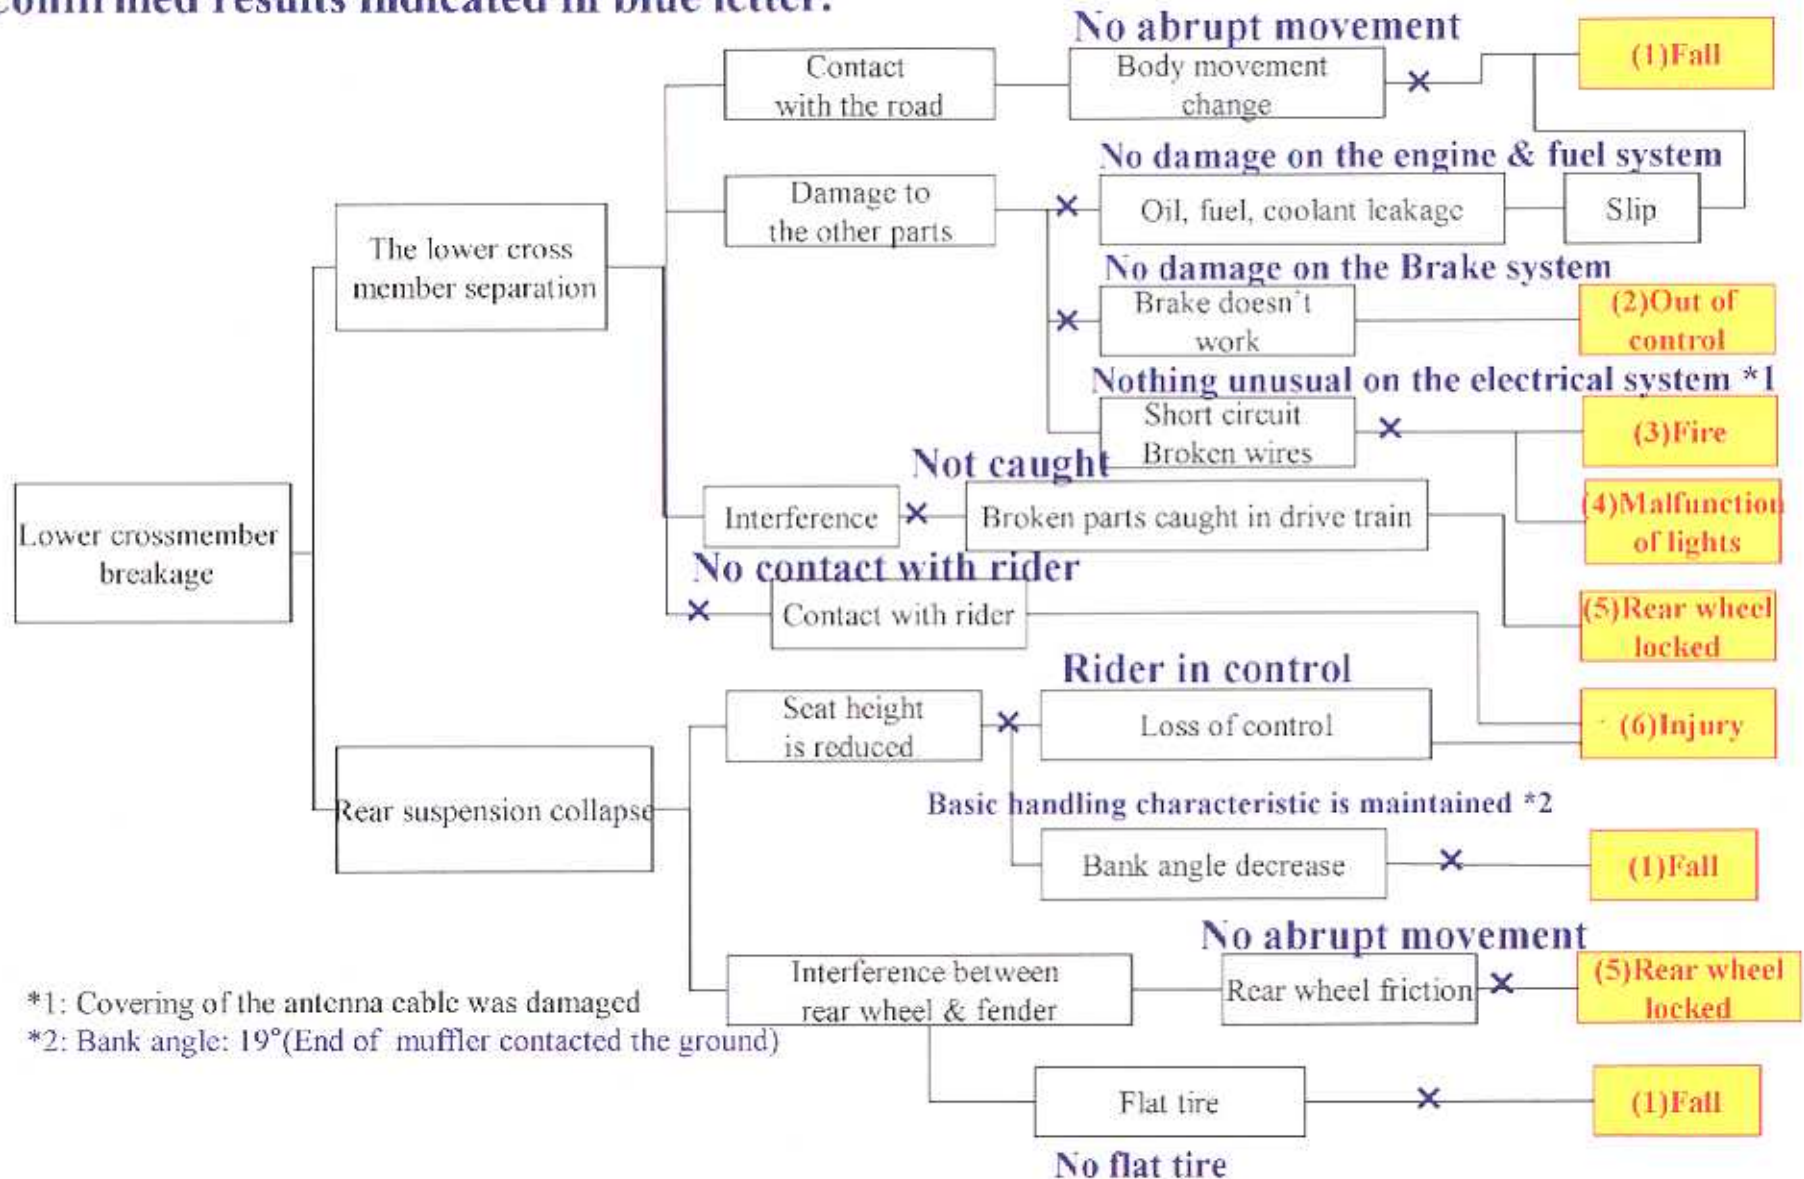 Confirmed results indicated in blue letter.
No abrupt movement
Contact
with the road
Body movement
change
(1)Fall
No damage on the engine & fuel system
Damage to
the other parts
Oil, fuel, coolant leakage
Slip
The lower cross
member separation
No damage on the Brake system
Brake doesn't
work
(2)Out of
control
Nothing unusual on the electrical system *1
Short circuit
Broken wires
(3)Fire
Not caught
Interference
Broken parts caught in drive train
(4)Malfunction
of lights
Lower crossmember
breakage
No contact with rider
Contact with rider
(5)Rear wheel
locked
Rider in control
Seat height
is reduced
Loss of control
(6)Injury
Rear suspension collapse
Basic handling characteristic is maintained *2
Bank angle decrease
(1)Fall
No abrupt movement
Interference between
rear wheel & fender
Rear wheel friction
(5)Rear wheel
locked
*1: Covering of the antenna cable was damaged
*2: Bank angle: 19°(End of muffler contacted the ground)
Flat tire
(1)Fall
No flat tire